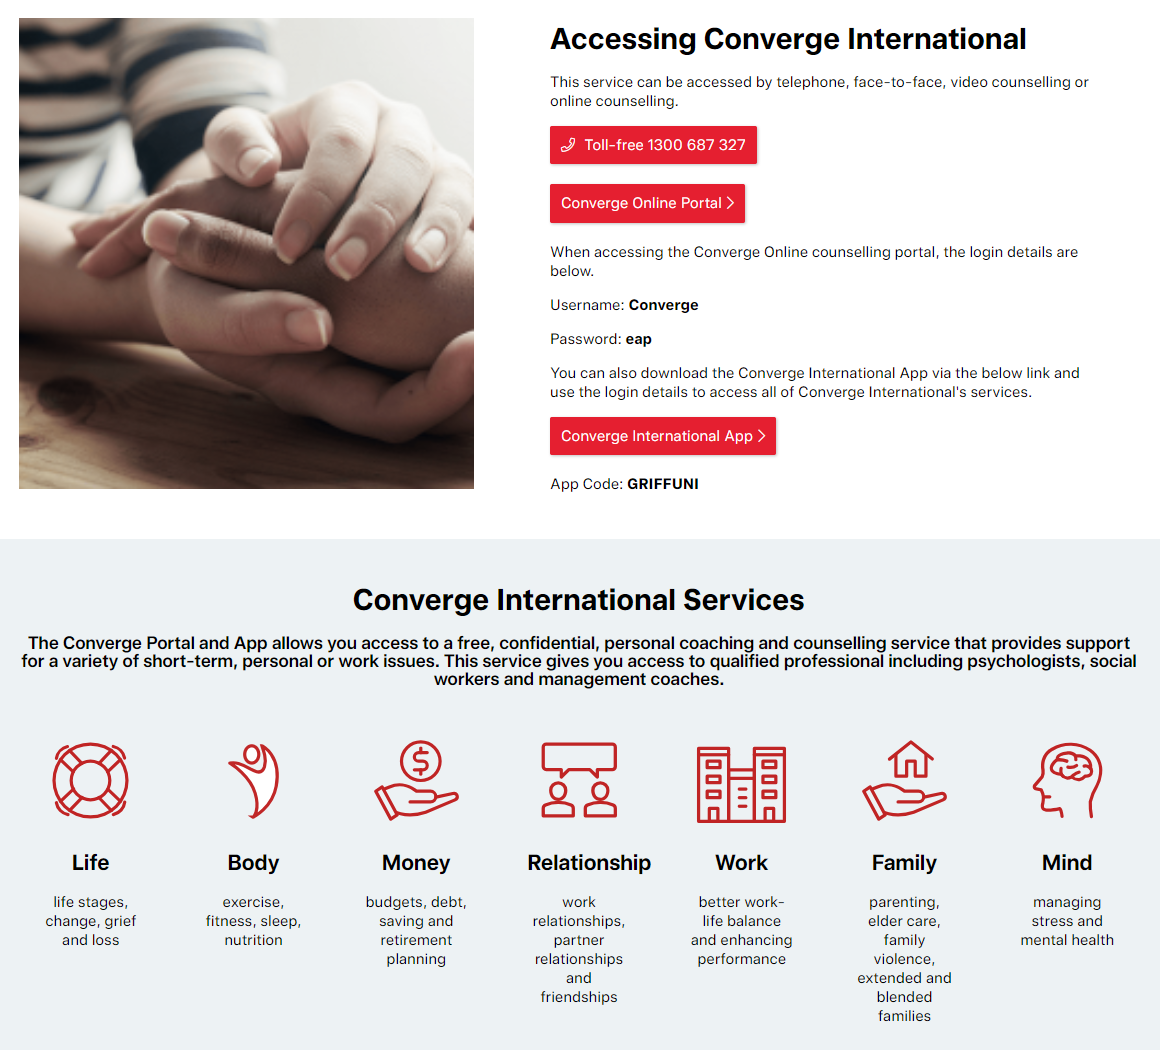 Accessing Converge International
This service can be accessed by telephone, face-to-face, video counselling or
online counselling.
Toll-free 1300 687 327
Converge Online Portal
When accessing the Converge Online counselling portal, the login details are
below.
Username: Converge
Password: eap
You can also download the Converge International App via the below link and
use the login details to access all of Converge International's services.
Converge International App
App Code: GRIFFUNI
Converge International Services
The Converge Portal and App allows you access to a free, confidential, personal coaching and counselling service that provides support
for a variety of short-term, personal or work issues. This service gives you access to qualified professional including psychologists, social
workers and management coaches.
$
Life
life stages,
change, grief
and loss
Body
exercise,
fitness, sleep,
nutrition
Money
budgets, debt,
saving and
retirement
planning
Relationship
work
relationships,
partner
relationships
and
friendships
Work
better work-
life balance
and enhancing
performance
Family
parenting,
elder care,
family
violence,
extended and
blended
families
Mind
managing
stress and
mental health